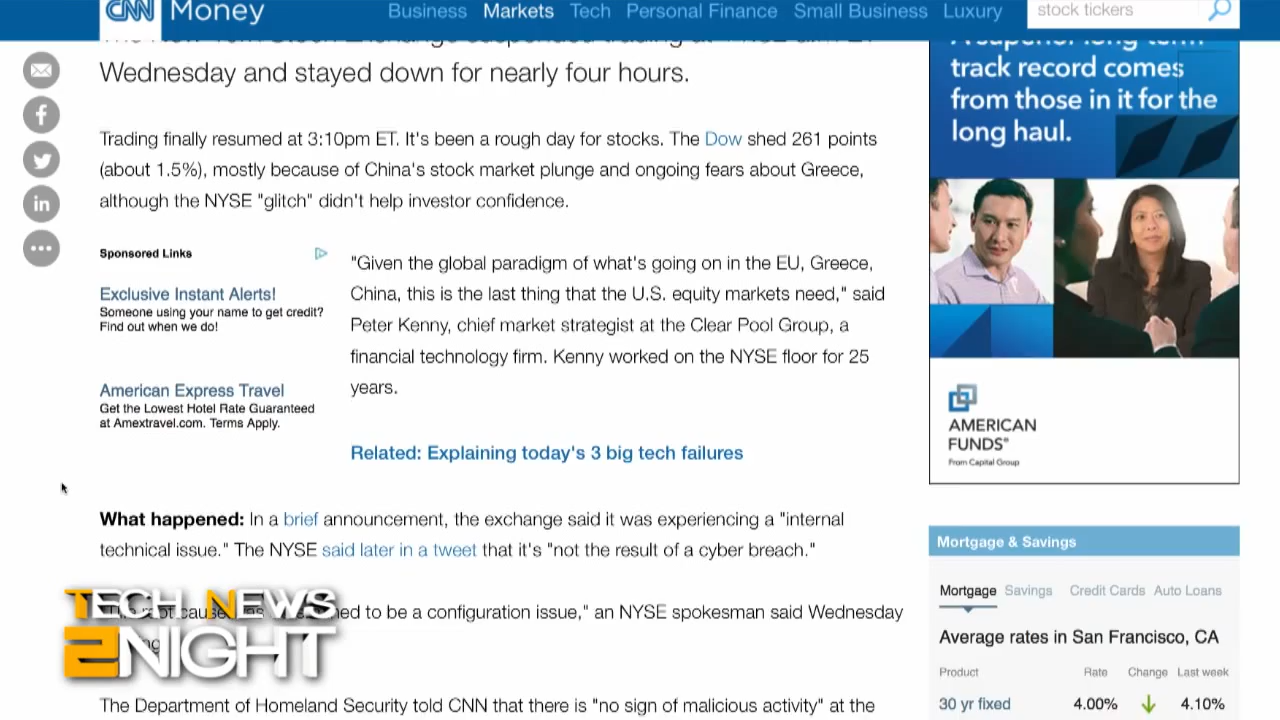 CNN Money
Business Markets Tech Personal Finance Small Business Luxury
stock tickers
Wednesday and stayed down for nearly four hours.
Trading finally resumed at 3:10pm ET. It's been a rough day for stocks. The Dow shed 261 points
(about 1.5%), mostly because of China's stock market plunge and ongoing fears about Greece,
although the NYSE "glitch" didn't help investor confidence.
Sponsored Links
Exclusive Instant Alerts!
Someone using your name to get credit?
Find out when we do!
American Express Travel
Get the Lowest Hotel Rate Guaranteed
at Amextravel.com. Terms Apply.
"Given the global paradigm of what's going on in the EU, Greece,
China, this is the last thing that the U.S. equity markets need," said
Peter Kenny, chief market strategist at the Clear Pool Group, a
financial technology firm. Kenny worked on the NYSE floor for 25
years.
Related: Explaining today's 3 big tech failures
What happened: In a brief announcement, the exchange said it was experiencing a "internal
technical issue." The NYSE said later in a tweet that it's "not the result of a cyber breach."
to be a configuration issue," an NYSE spokesman said Wednesday
The Department of Homeland Security told CNN that there is "no sign of malicious activity" at the
TECH NEWS
2NIGHT
A superior long-term
track record comes
from those in it for the
long haul.
AMERICAN
FUNDS®
From Capital Group
Mortgage & Savings
Mortgage Savings Credit Cards Auto Loans
Average rates in San Francisco, CA
Product Rate Change Last week
30 yr fixed 4.00% 4.10%